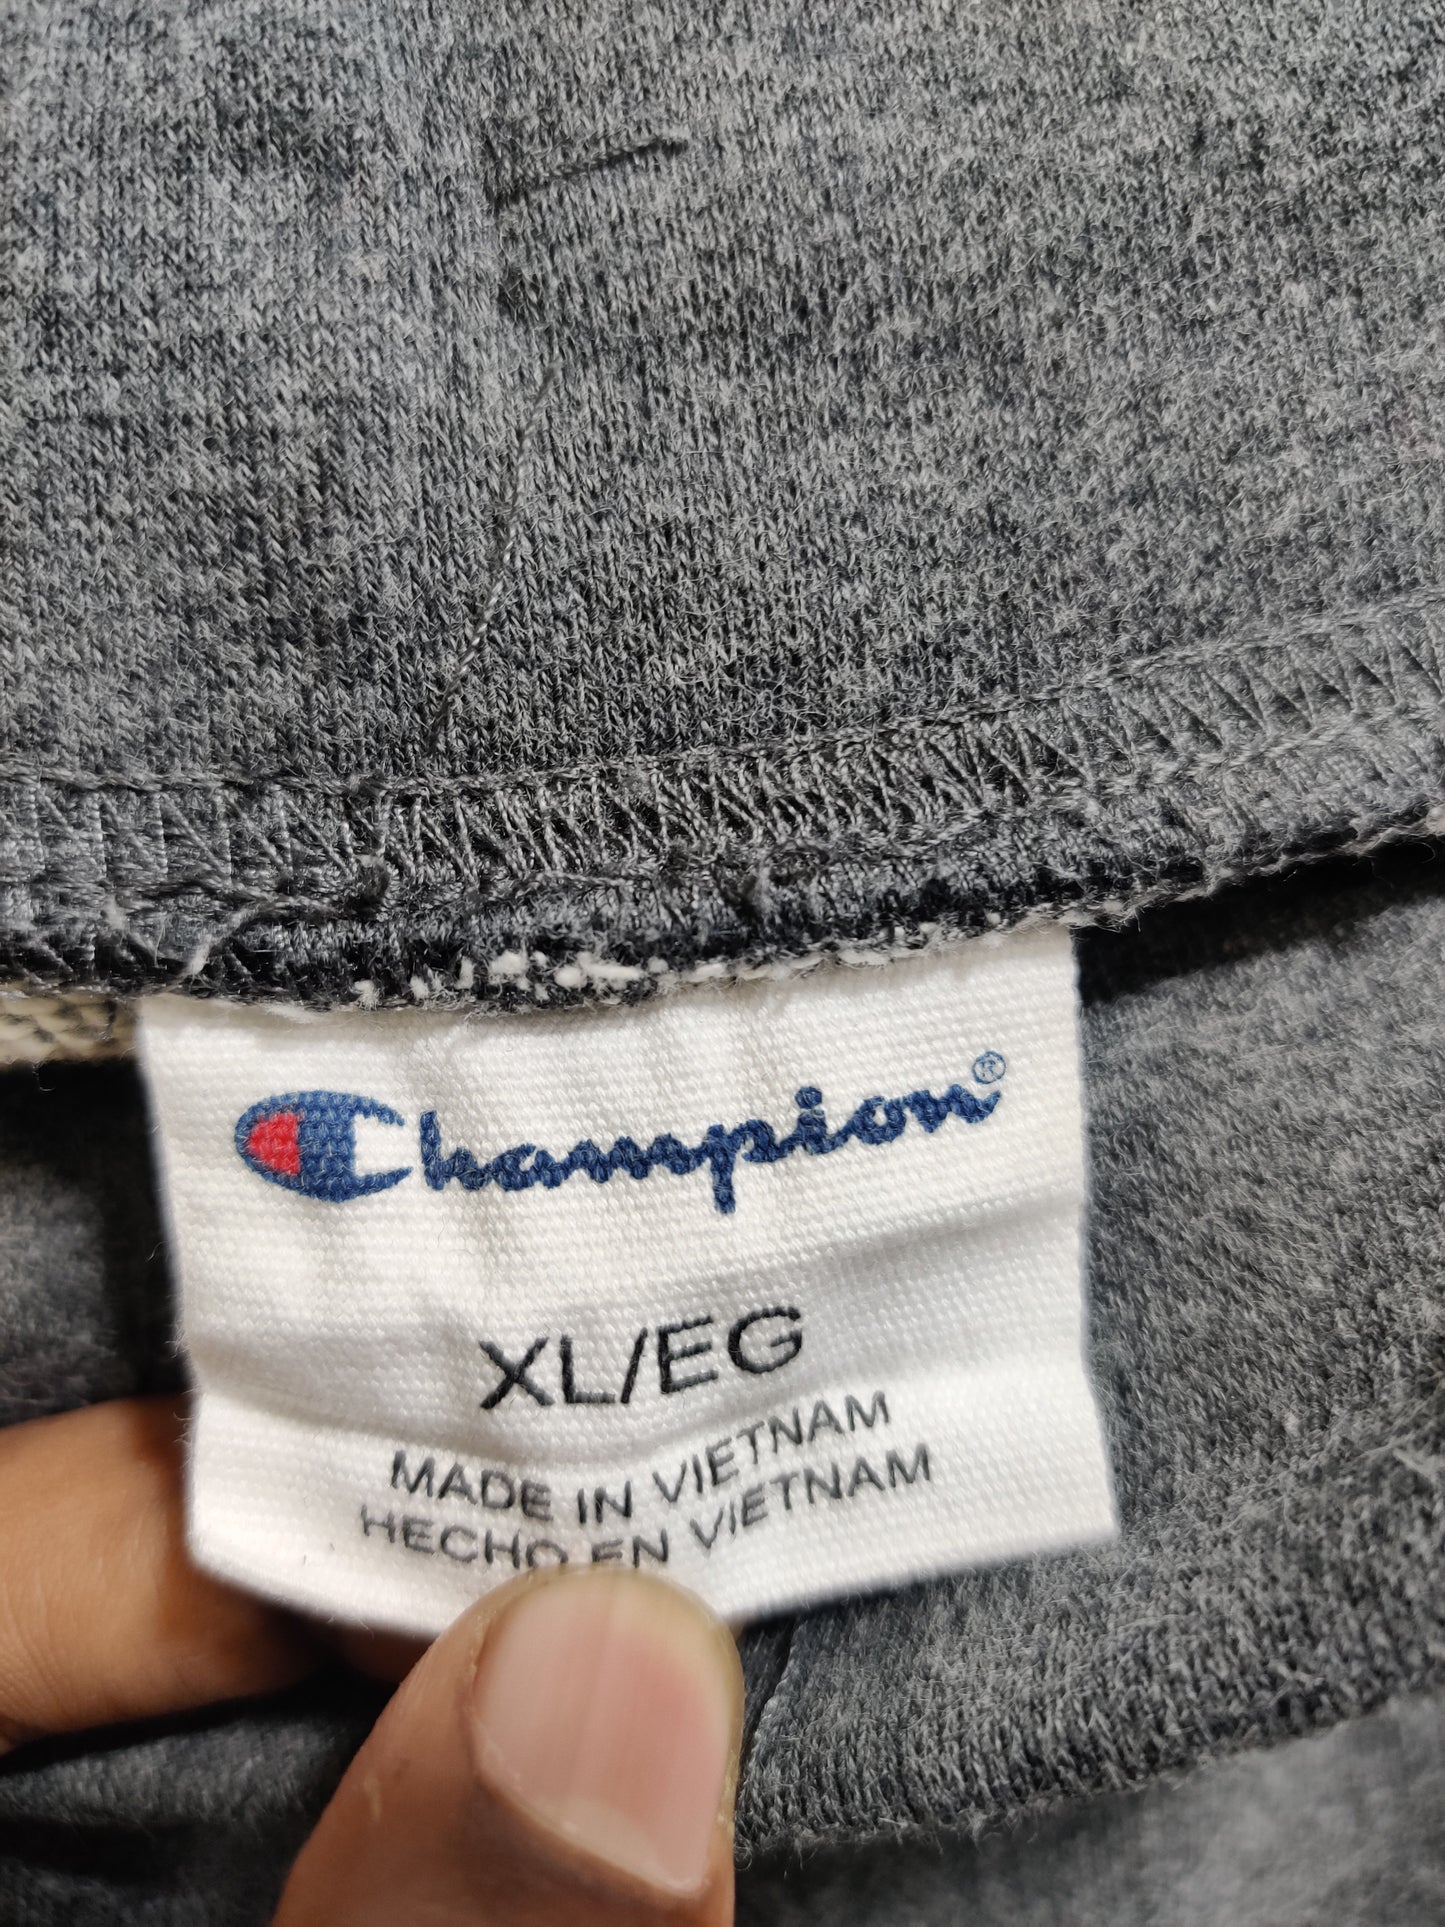 Champion®
XL/EG
MADE IN VIETNAM
HECHO EN VIETNAM